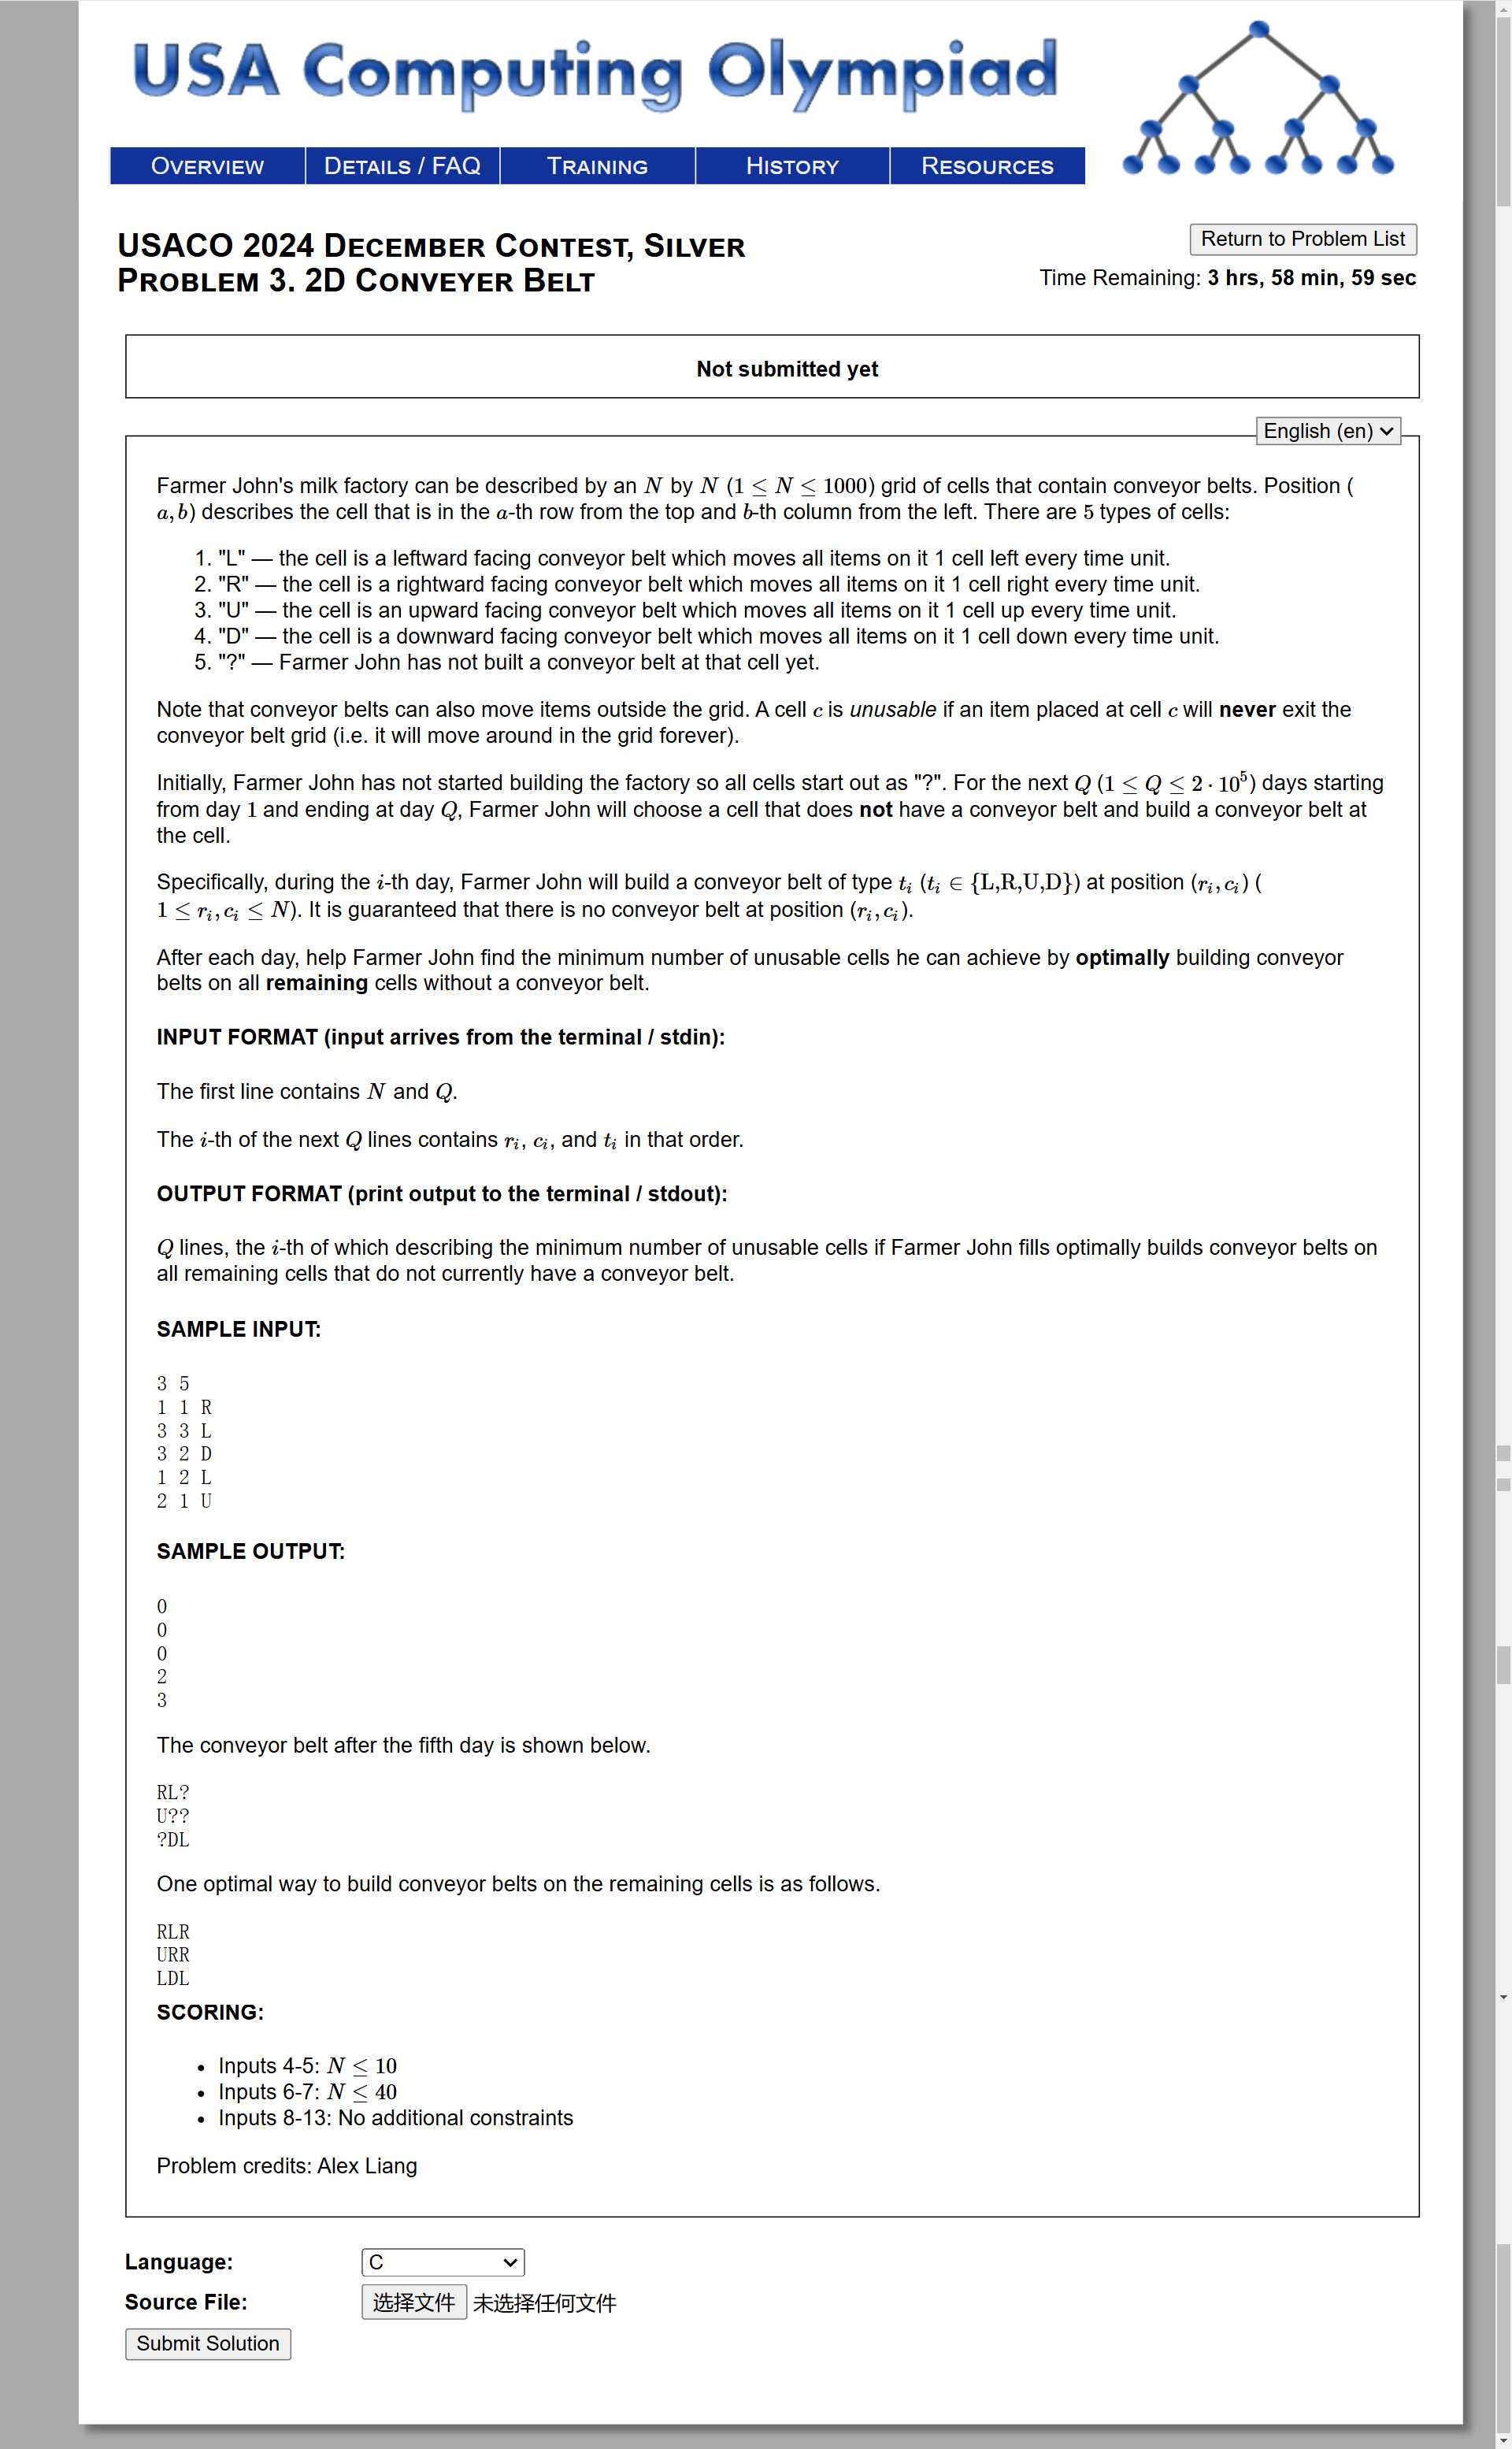 USA Computing Olympiad
OVERVIEW
DETAILS / FAQ
TRAINING
HISTORY
RESOURCES
USACO 2024 DECEMBER CONTEST, SILVER
PROBLEM 3. 2D CONVEYER BELT
Return to Problem List
Time Remaining: 3 hrs, 58 min, 59 sec
Not submitted yet
English (en)
Farmer John's milk factory can be described by an N by N (1 ≤ N ≤ 1000) grid of cells that contain conveyor belts. Position (
a, b) describes the cell that is in the a-th row from the top and b-th column from the left. There are 5 types of cells:
1. "L" — the cell is a leftward facing conveyor belt which moves all items on it 1 cell left every time unit.
2. "R" — the cell is a rightward facing conveyor belt which moves all items on it 1 cell right every time unit.
3. "U" — the cell is an upward facing conveyor belt which moves all items on it 1 cell up every time unit.
4. "D" — the cell is a downward facing conveyor belt which moves all items on it 1 cell down every time unit.
5. "?" — Farmer John has not built a conveyor belt at that cell yet.
Note that conveyor belts can also move items outside the grid. A cell c is unusable if an item placed at cell c will never exit the
conveyor belt grid (i.e. it will move around in the grid forever).
Initially, Farmer John has not started building the factory so all cells start out as "?". For the next Q (1 ≤ Q ≤ 2 · 10⁵) days starting
from day 1 and ending at day Q, Farmer John will choose a cell that does not have a conveyor belt and build a conveyor belt at
the cell.
Specifically, during the i-th day, Farmer John will build a conveyor belt of type tᵢ (tᵢ ∈ {L,R,U,D}) at position (rᵢ, cᵢ) (
1 ≤ rᵢ, cᵢ ≤ N). It is guaranteed that there is no conveyor belt at position (rᵢ, cᵢ).
After each day, help Farmer John find the minimum number of unusable cells he can achieve by optimally building conveyor
belts on all remaining cells without a conveyor belt.
INPUT FORMAT (input arrives from the terminal / stdin):
The first line contains N and Q.
The i-th of the next Q lines contains rᵢ, cᵢ, and tᵢ in that order.
OUTPUT FORMAT (print output to the terminal / stdout):
Q lines, the i-th of which describing the minimum number of unusable cells if Farmer John fills optimally builds conveyor belts on
all remaining cells that do not currently have a conveyor belt.
SAMPLE INPUT:
3 5
1 1 R
3 3 L
3 2 D
1 2 L
2 1 U
SAMPLE OUTPUT:
0
0
0
2
3
The conveyor belt after the fifth day is shown below.
RL?
U??
?DL
One optimal way to build conveyor belts on the remaining cells is as follows.
RLR
URR
LDL
SCORING:
• Inputs 4-5: N ≤ 10
• Inputs 6-7: N ≤ 40
• Inputs 8-13: No additional constraints
Problem credits: Alex Liang
Language:
C
Source File:
选择文件 未选择任何文件
Submit Solution